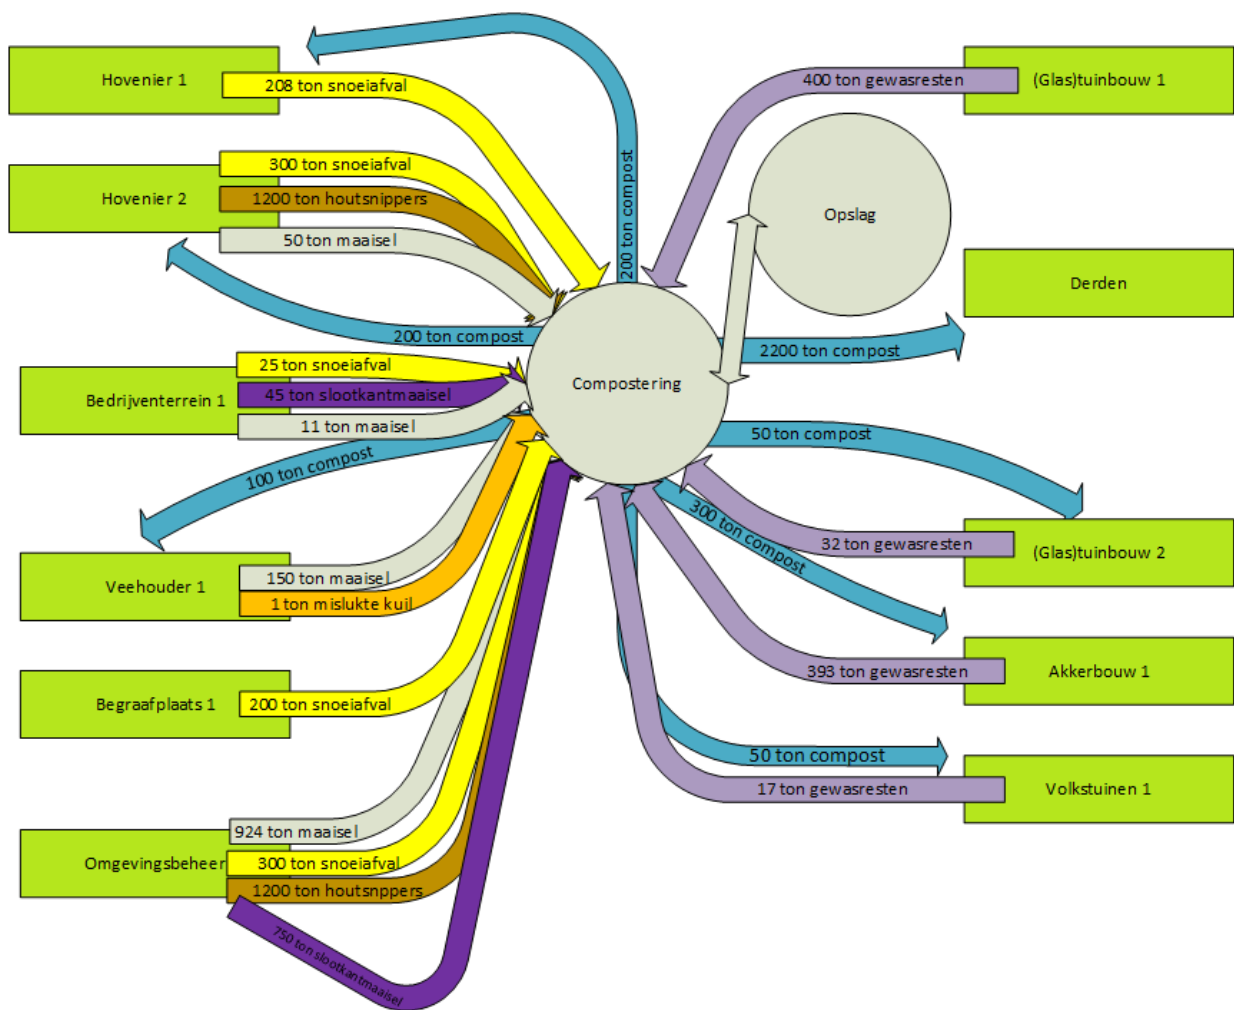 Hovenier 1
208 ton snoeiafval
400 ton gewasresten
(Glas)tuinbouw 1
200 ton compost
Hovenier 2
300 ton snoeiafval
1200 ton houtsnippers
50 ton maaisel
Opslag
Derden
200 ton compost
2200 ton compost
Compostering
Bedrijventerrein 1
25 ton snoeiafval
45 ton slootkantmaaisel
11 ton maaisel
100 ton compost
50 ton compost
300 ton compost
32 ton gewasresten
(Glas)tuinbouw 2
Veehouder 1
150 ton maaisel
1 ton mislukte kuil
393 ton gewasresten
Akkerbouw 1
Begraafplaats 1
200 ton snoeiafval
50 ton compost
17 ton gewasresten
Volkstuinen 1
Omgevingsbeheer
924 ton maaisel
300 ton snoeiafval
1200 ton houtsnppers
750 ton slootkantmaaisel